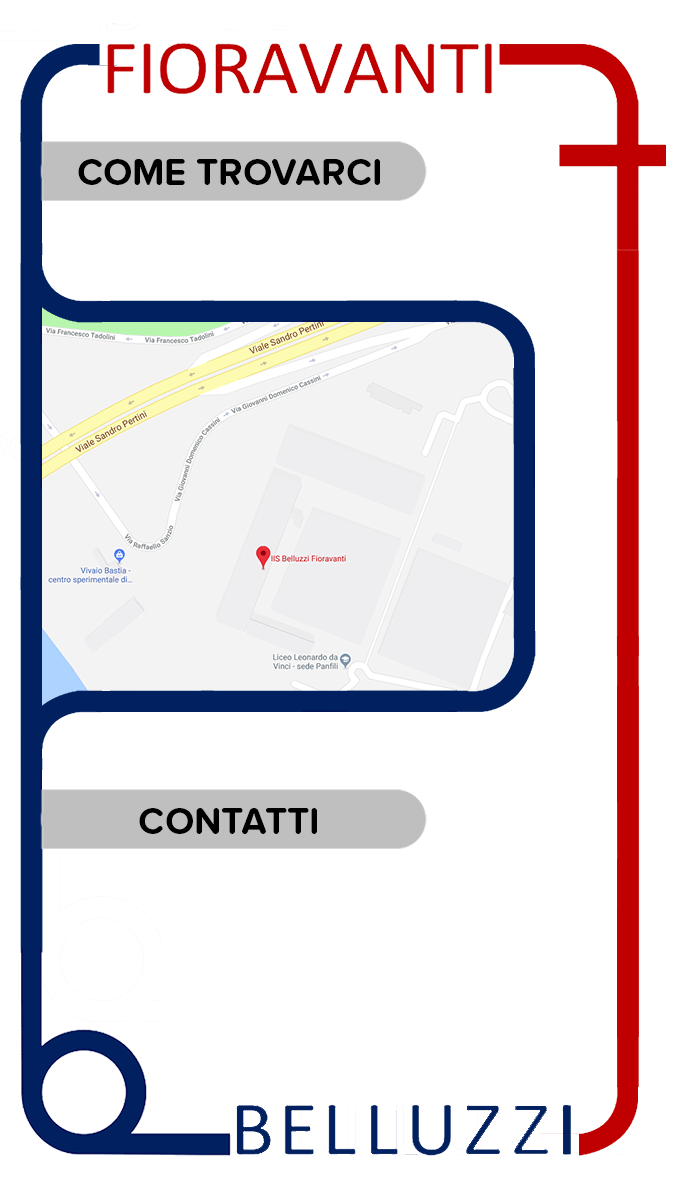 FIORAVANTI
COME TROVARCI
Via Francesco Tadolini
Via Francesco Tadolini
Viale Sandro Pertini
Via Giovanni Domenico Cassini
Viale Sandro Pertini
Via Giovanni Domenico Cassini
Via Raffaello Sanzio
Vivaio Bastia -
centro sperimentale di...
IIS Belluzzi Fioravanti
Liceo Leonardo da
Vinci - sede Panfili
CONTATTI
BELLUZZI